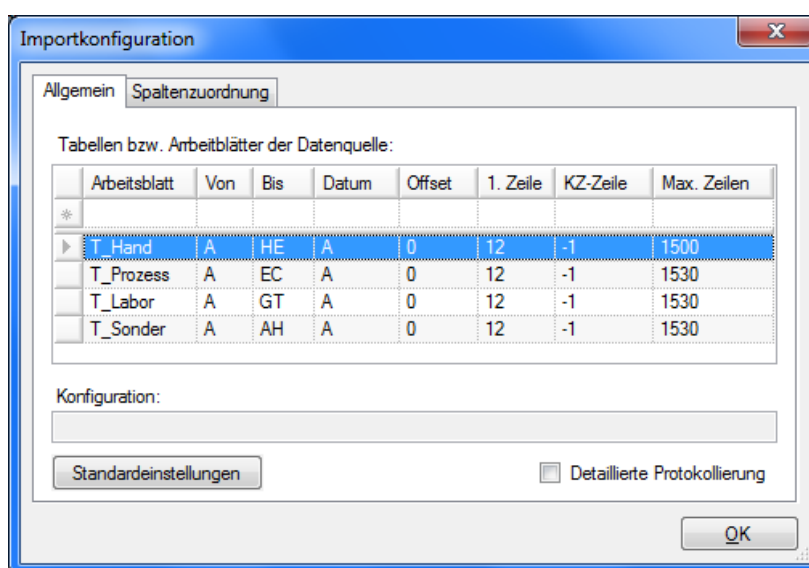 Importkonfiguration
Allgemein Spaltenzuordnung
Tabellen bzw. Arbeitblätter der Datenquelle:
Arbeitsblatt Von Bis Datum Offset 1. Zeile KZ-Zeile Max. Zeilen
T_Hand A HE A 0 12 -1 1500
T_Prozess A EC A 0 12 -1 1530
T_Labor A GT A 0 12 -1 1530
T_Sonder A AH A 0 12 -1 1530
Konfiguration:
Standardeinstellungen Detaillierte Protokollierung
OK